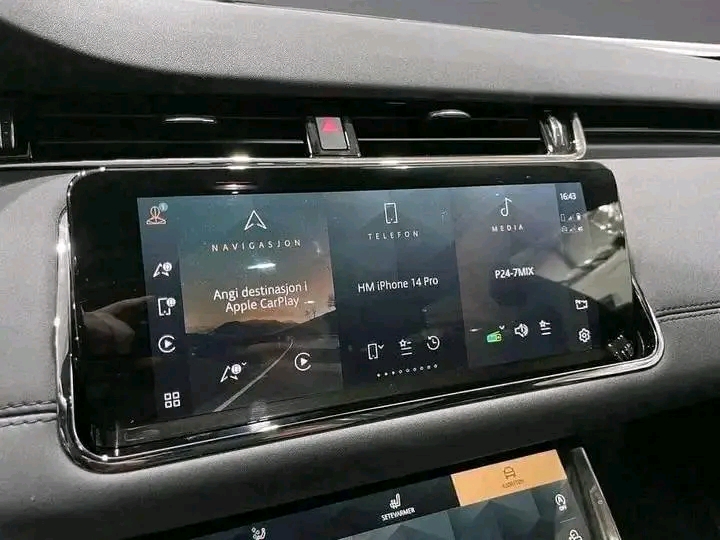 16:43
NAVIGASJON
TELEFON
MEDIA
Angi destinasjon i
Apple CarPlay
HM iPhone 14 Pro
P24-7MIX
SETEVARMER